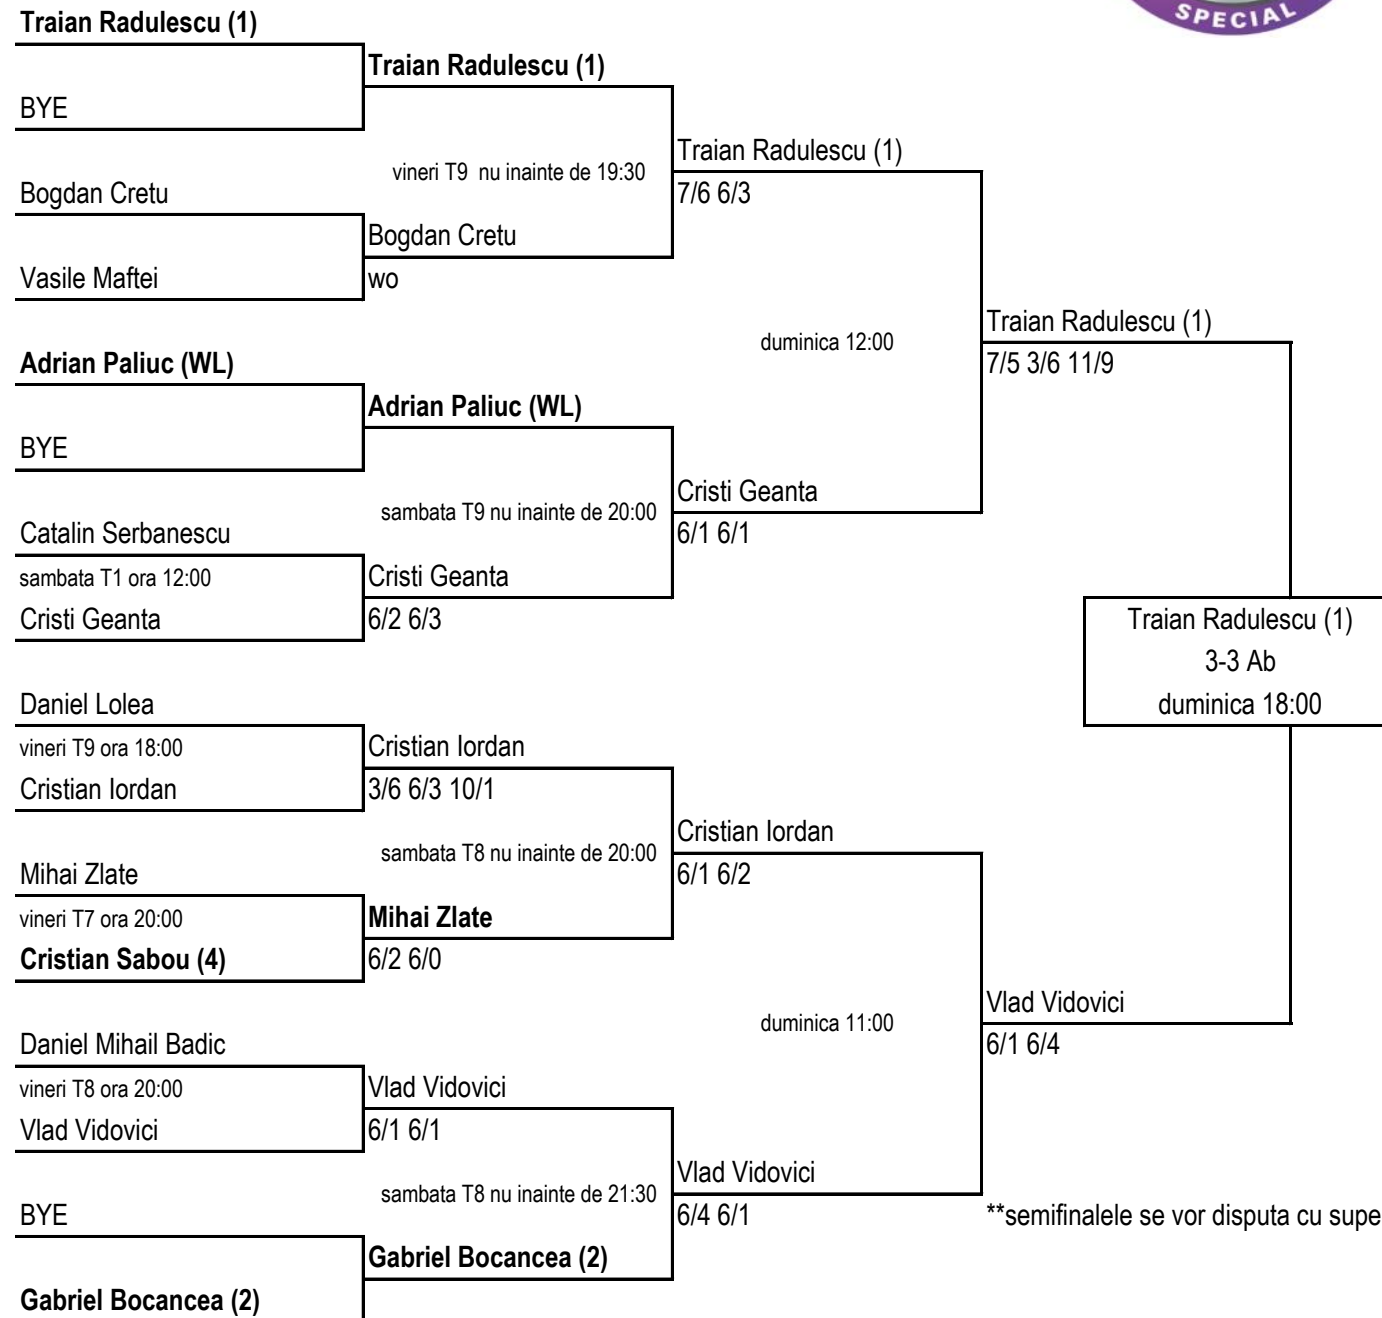 SPECIAL
Traian Radulescu (1)
Traian Radulescu (1)
BYE
Traian Radulescu (1)
vineri T9 nu inainte de 19:30
7/6 6/3
Bogdan Cretu
Bogdan Cretu
Vasile Maftei
wo
Traian Radulescu (1)
duminica 12:00
7/5 3/6 11/9
Adrian Paliuc (WL)
Adrian Paliuc (WL)
BYE
Cristi Geanta
sambata T9 nu inainte de 20:00
6/1 6/1
Catalin Serbanescu
sambata T1 ora 12:00
Cristi Geanta
Cristi Geanta
6/2 6/3
Traian Radulescu (1)
3-3 Ab
duminica 18:00
Daniel Lolea
vineri T9 ora 18:00
Cristian Iordan
Cristian Iordan
3/6 6/3 10/1
Cristian Iordan
sambata T8 nu inainte de 20:00
6/1 6/2
Mihai Zlate
vineri T7 ora 20:00
Mihai Zlate
Cristian Sabou (4)
6/2 6/0
Vlad Vidovici
duminica 11:00
6/1 6/4
Daniel Mihail Badic
vineri T8 ora 20:00
Vlad Vidovici
Vlad Vidovici
6/1 6/1
Vlad Vidovici
sambata T8 nu inainte de 21:30
6/4 6/1
BYE
**semifinalele se vor disputa cu supe
Gabriel Bocancea (2)
Gabriel Bocancea (2)